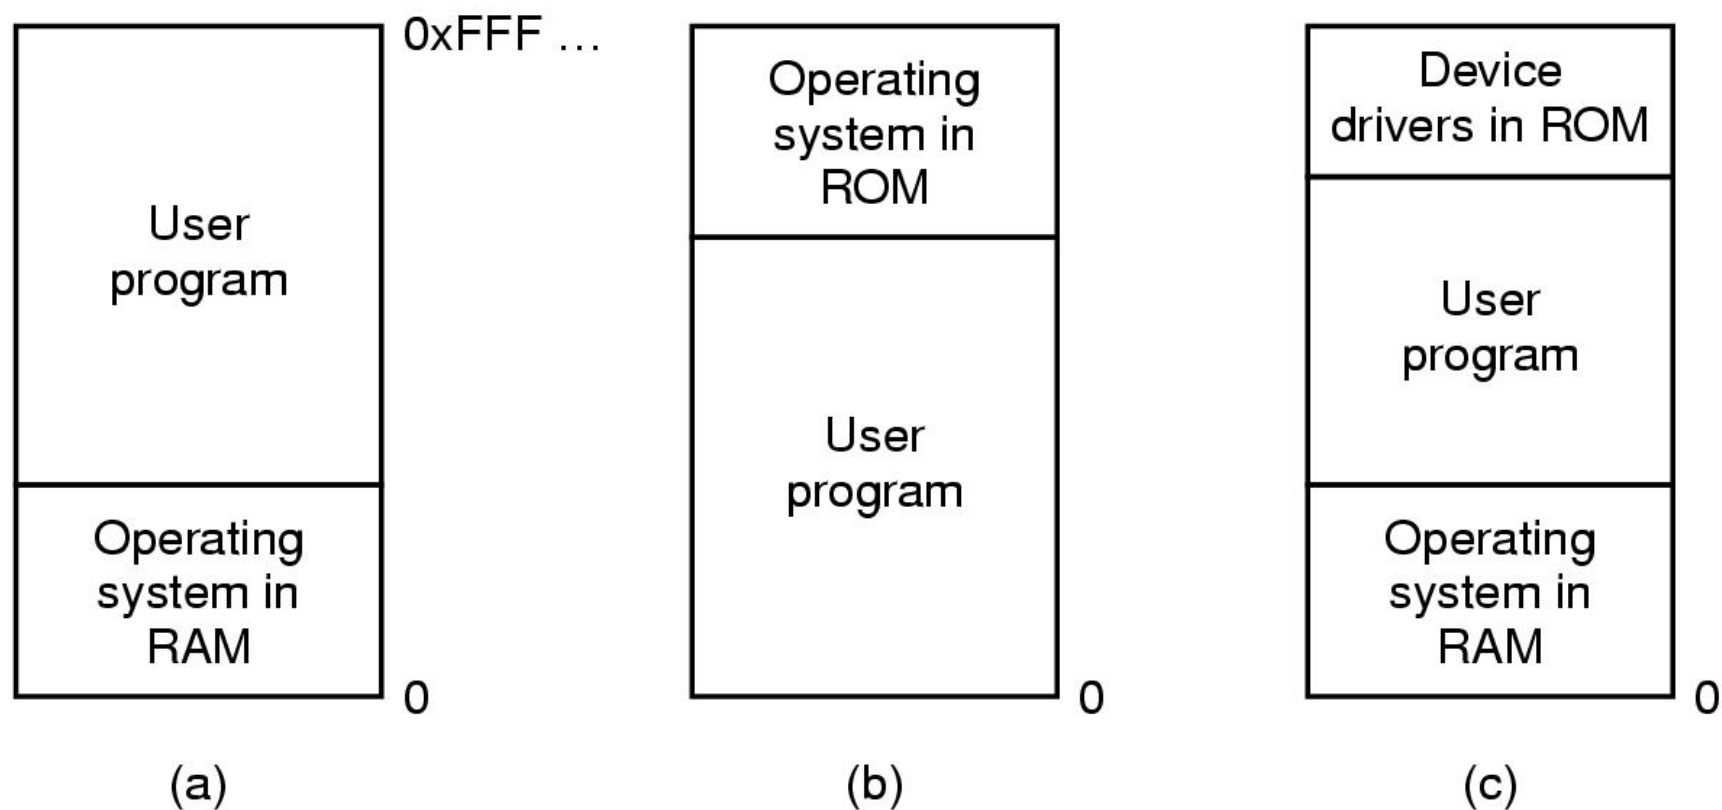 0xFFF ...
User
program
Operating
system in
RAM
0
(a)
Operating
system in
ROM
User
program
0
(b)
Device
drivers in ROM
User
program
Operating
system in
RAM
0
(c)